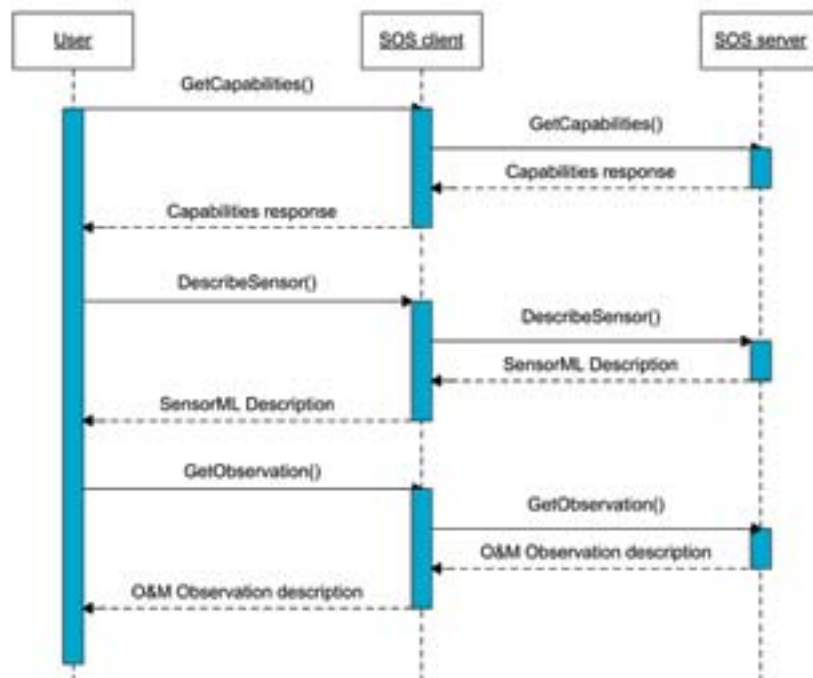 User
SOS client
SOS server
GetCapabilities()
GetCapabilities()
Capabilities response
Capabilities response
DescribeSensor()
DescribeSensor()
SensorML Description
SensorML Description
GetObservation()
GetObservation()
O&M Observation description
O&M Observation description